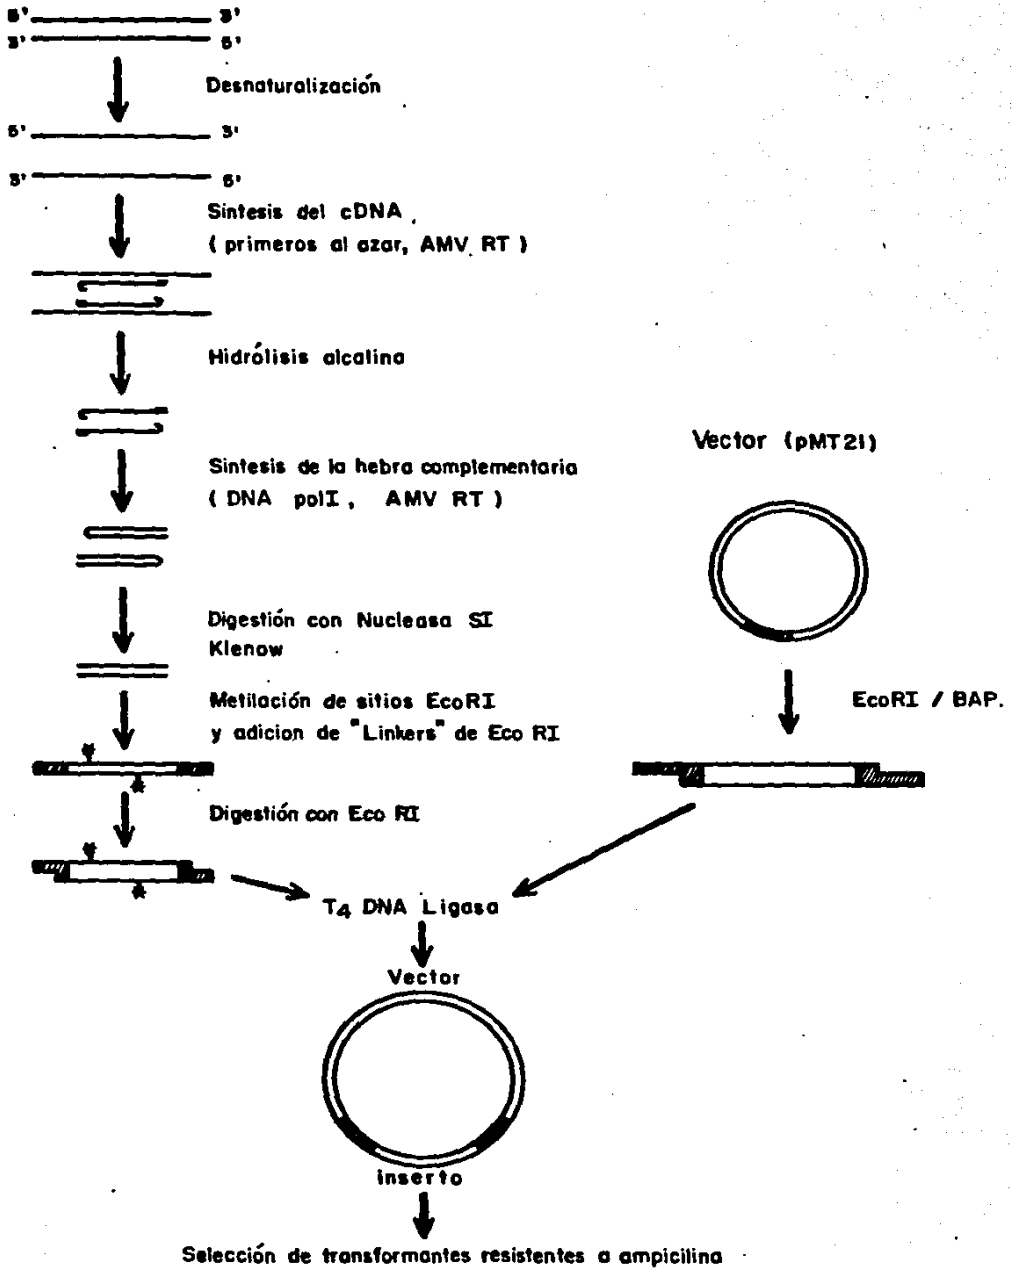 5' 3'
3' 5'
Desnaturalización
5' 3'
3' 5'
Sintesis del cDNA
( primeros al azar, AMV RT )
Hidrólisis alcalina
Vector (pMT21)
Sintesis de la hebra complementaria
( DNA polI, AMV RT )
Digestión con Nucleasa SI
Klenow
Metilación de sitios EcoRI
y adicion de "Linkers" de Eco RI
EcoRI / BAP.
*
*
Digestión con Eco RI
*
*
T4 DNA Ligasa
Vector
inserto
Selección de transformantes resistentes a ampicilina